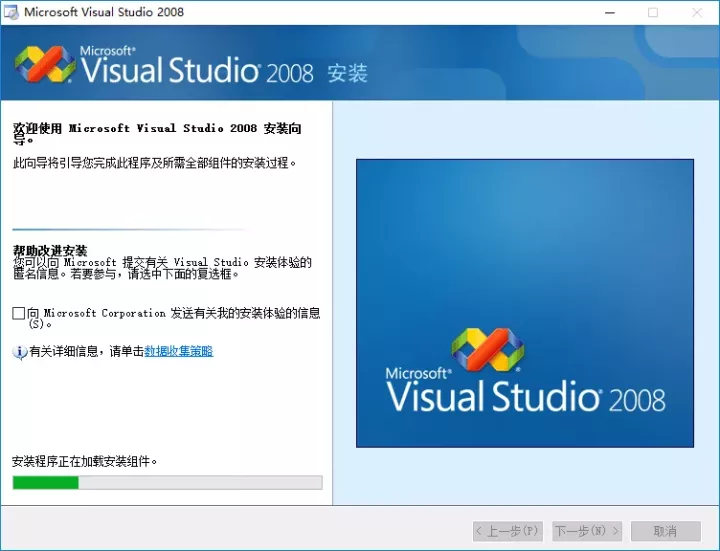 Microsoft Visual Studio 2008
Microsoft®
Visual Studio® 2008 安装
欢迎使用 Microsoft Visual Studio 2008 安装向
导。
此向导将引导您完成此程序及所需全部组件的安装过程。
帮助改进安装
您可以向 Microsoft 提交有关 Visual Studio 安装体验的
匿名信息。若要参与，请选中下面的复选框。
向 Microsoft Corporation 发送有关我的安装体验的信息
(S)。
有关详细信息，请单击数据收集策略
Microsoft®
Visual Studio® 2008
安装程序正在加载安装组件。
< 上一步(P)
下一步(N) >
取消